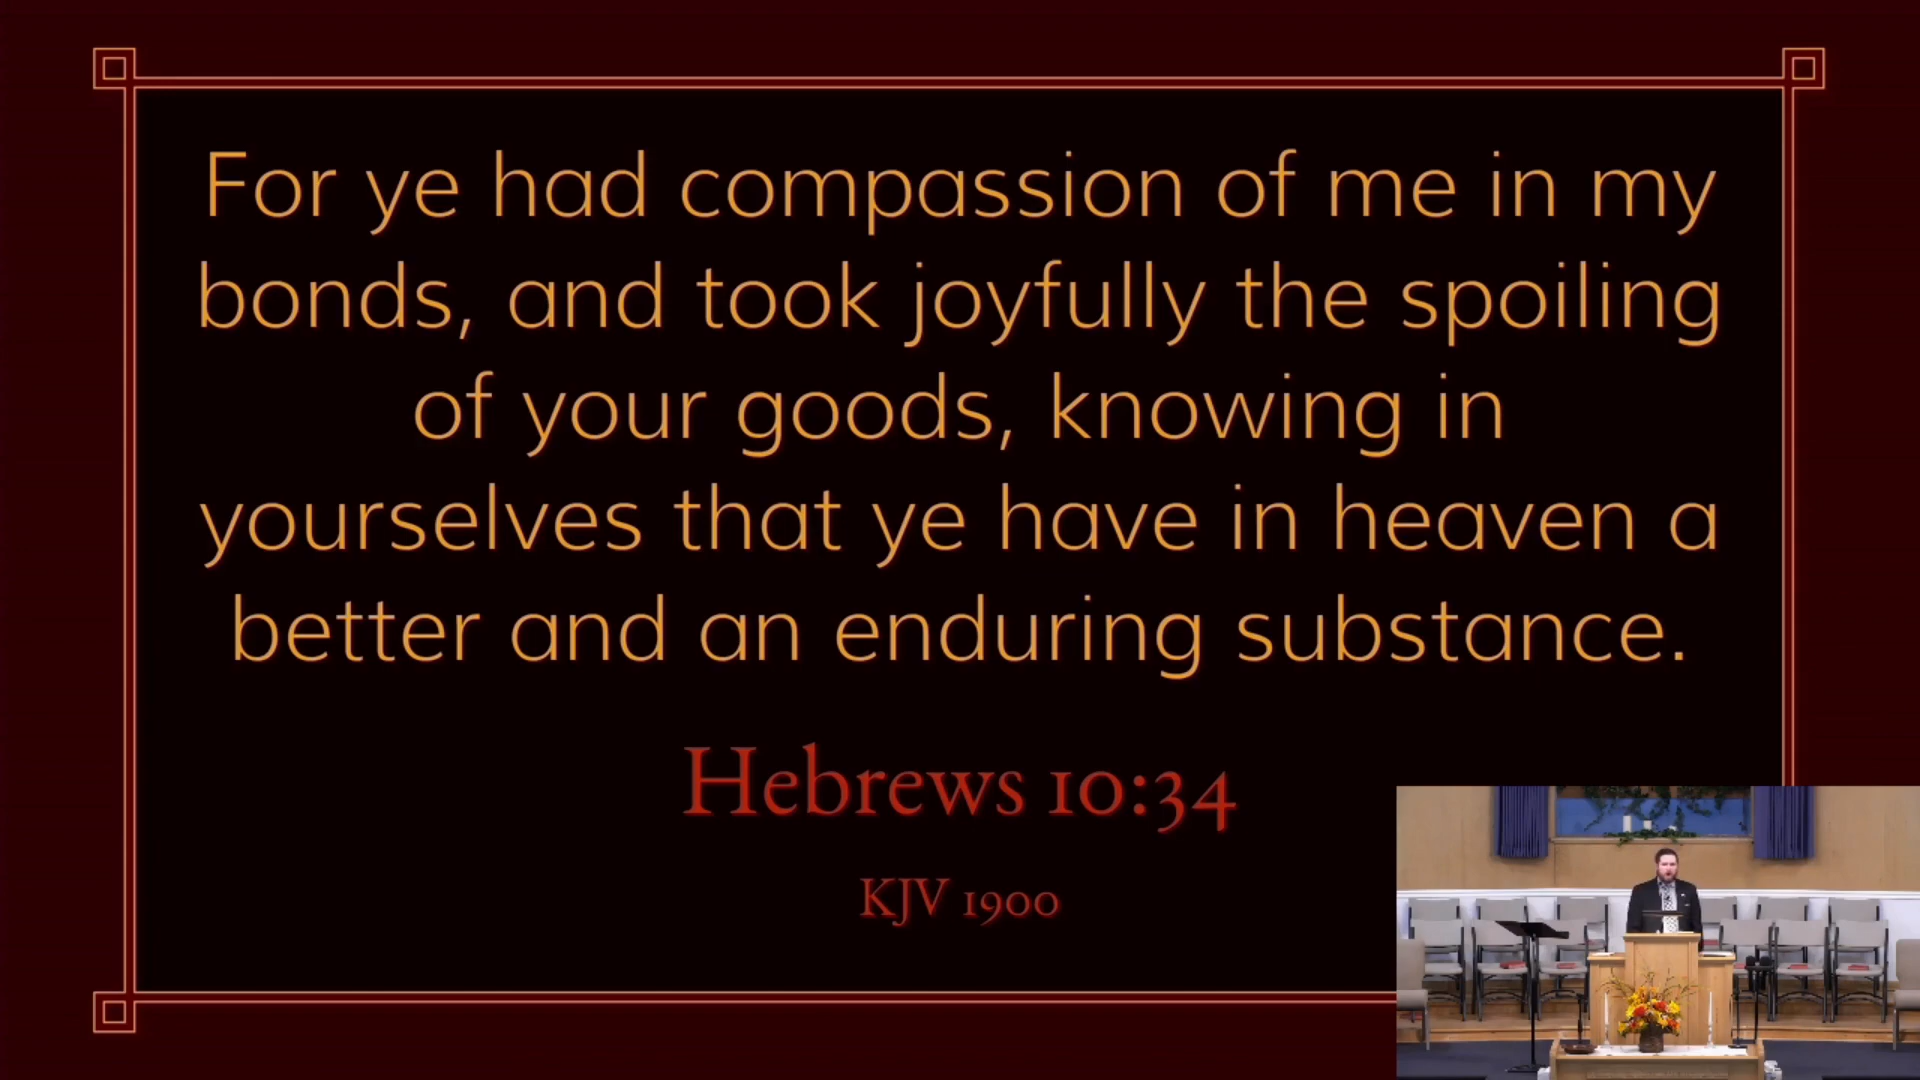 For ye had compassion of me in my
bonds, and took joyfully the spoiling
of your goods, knowing in
yourselves that ye have in heaven a
better and an enduring substance.
Hebrews 10:34
KJV 1900